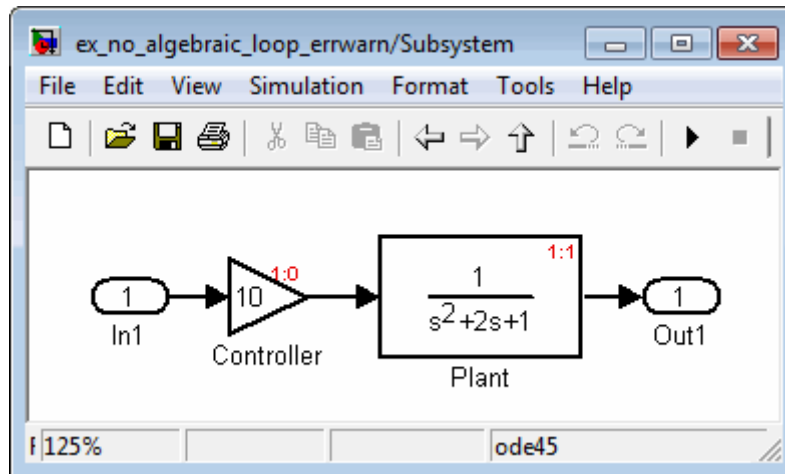 ex_no_algebraic_loop_errwarn/Subsystem
File Edit View Simulation Format Tools Help
1:0
1:1
1
In1
10
Controller
1
s²+2s+1
Plant
1
Out1
125%
ode45